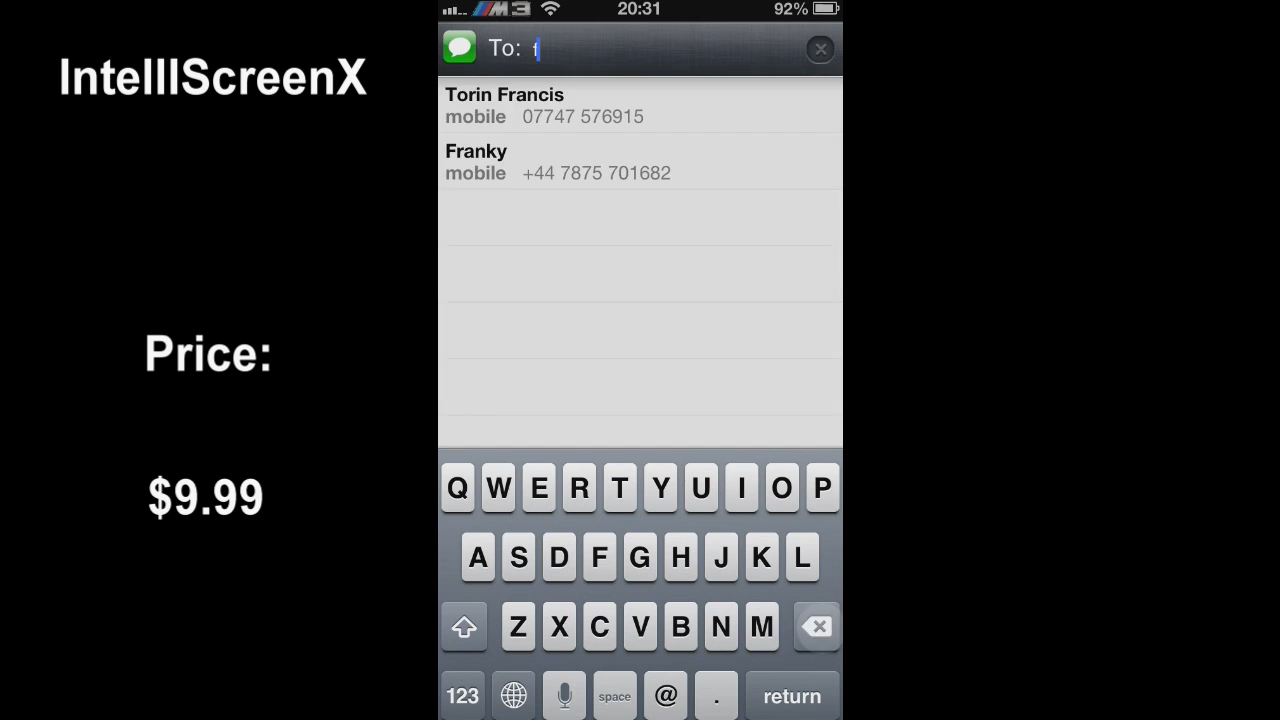 IntelllScreenX
Price:
$9.99
M3 20:31 92%
To: f
Torin Francis
mobile 07747 576915
Franky
mobile +44 7875 701682
Q W E R T Y U I O P
A S D F G H J K L
Z X C V B N M
123 space @ . return